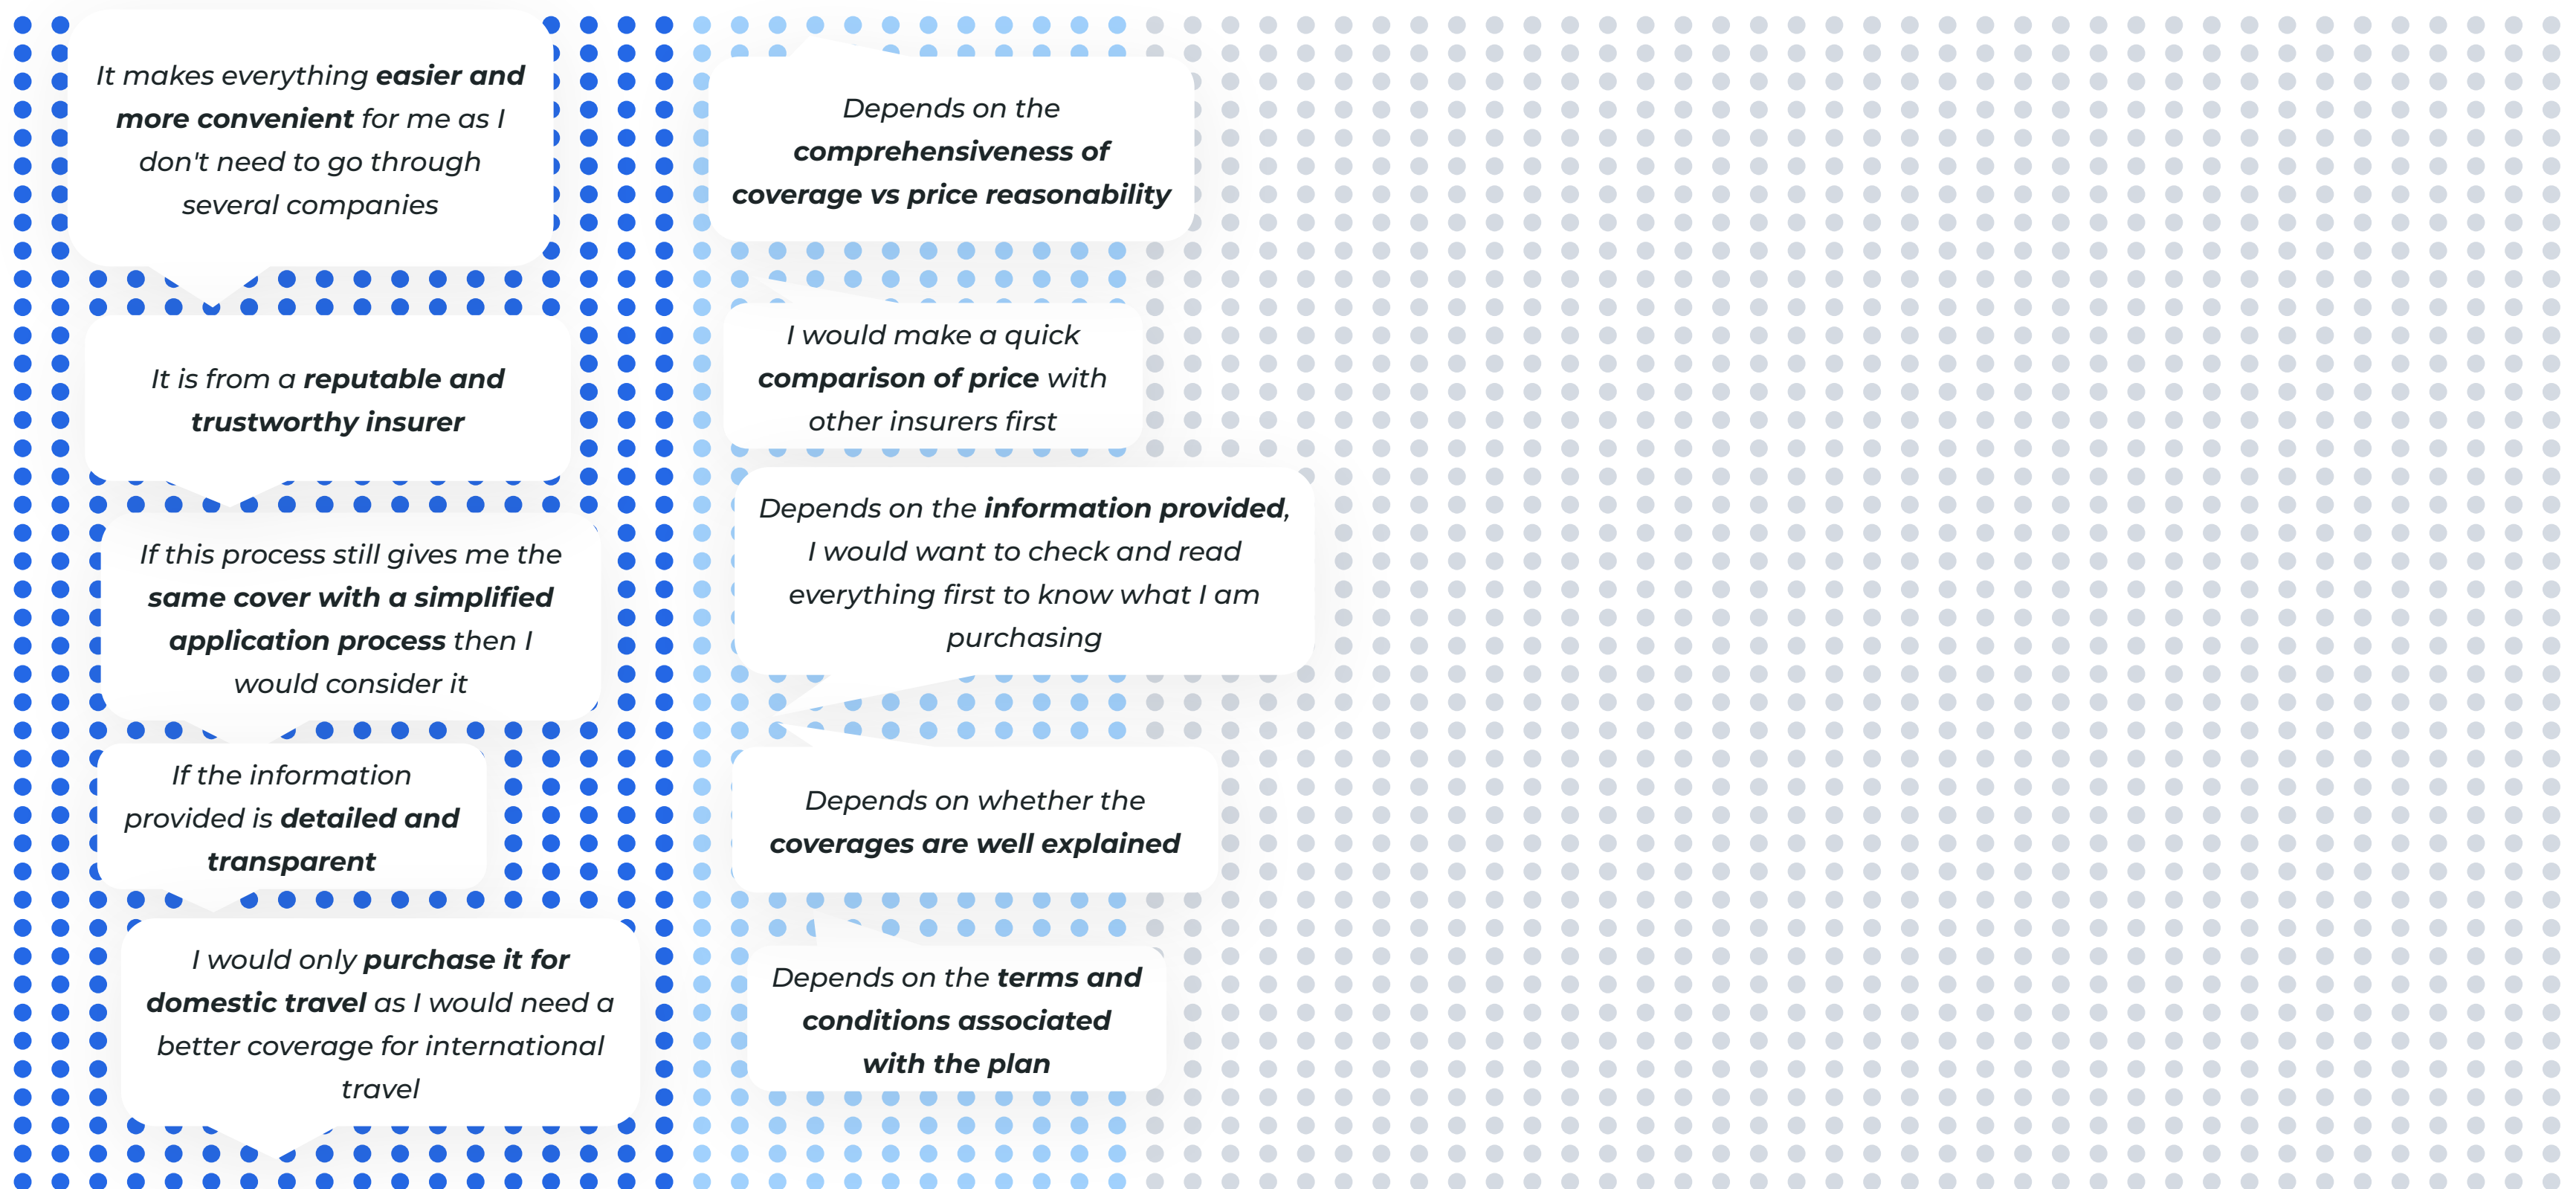 It makes everything easier and
more convenient for me as I
don't need to go through
several companies
It is from a reputable and
trustworthy insurer
If this process still gives me the
same cover with a simplified
application process then I
would consider it
If the information
provided is detailed and
transparent
I would only purchase it for
domestic travel as I would need a
better coverage for international
travel
Depends on the
comprehensiveness of
coverage vs price reasonability
I would make a quick
comparison of price with
other insurers first
Depends on the information provided,
I would want to check and read
everything first to know what I am
purchasing
Depends on whether the
coverages are well explained
Depends on the terms and
conditions associated
with the plan